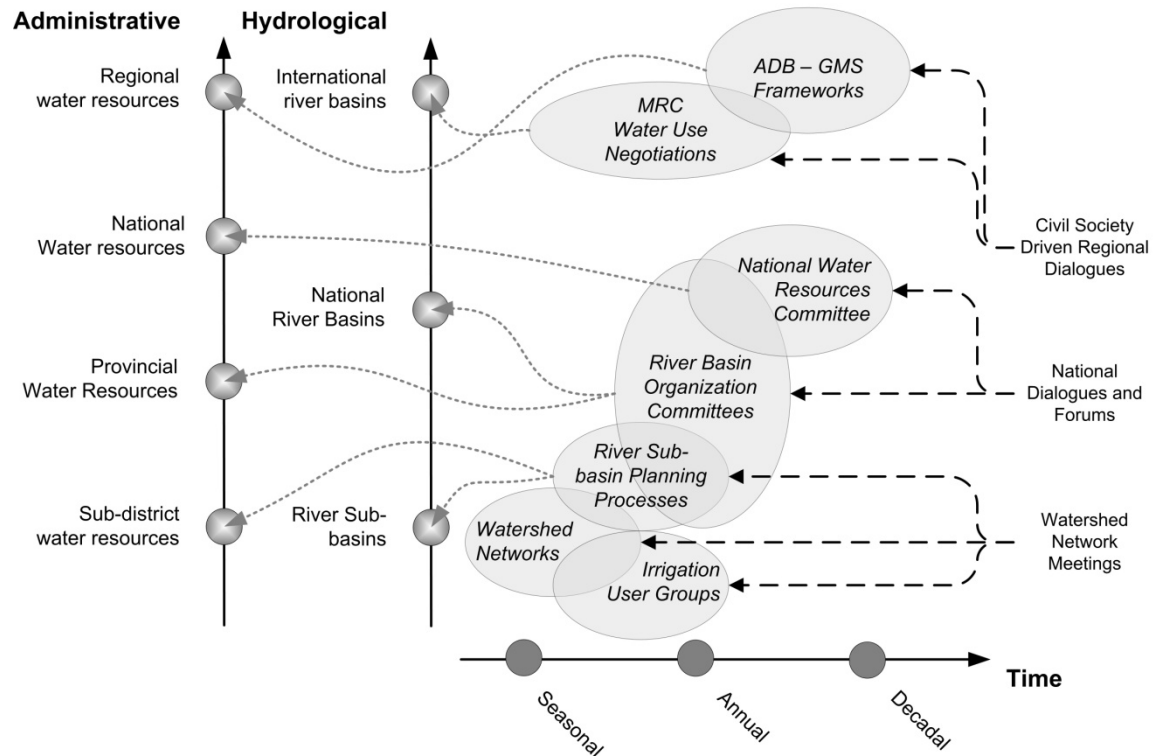 Administrative
Hydrological
Regional
water resources
National
Water resources
Provincial
Water Resources
Sub-district
water resources
International
river basins
National
River Basins
River Sub-
basins
ADB – GMS
Frameworks
MRC
Water Use
Negotiations
National Water
Resources
Committee
River Basin
Organization
Committees
River Sub-
basin Planning
Processes
Watershed
Networks
Irrigation
User Groups
Civil Society
Driven Regional
Dialogues
National
Dialogues and
Forums
Watershed
Network
Meetings
Time
Seasonal
Annual
Decadal